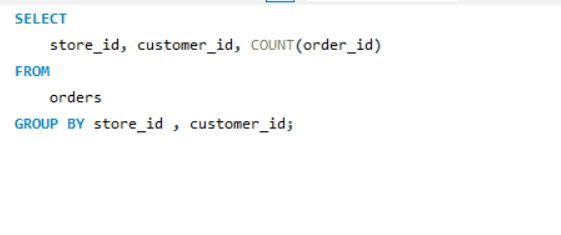 SELECT
    store_id, customer_id, COUNT(order_id)
FROM
    orders
GROUP BY store_id , customer_id;